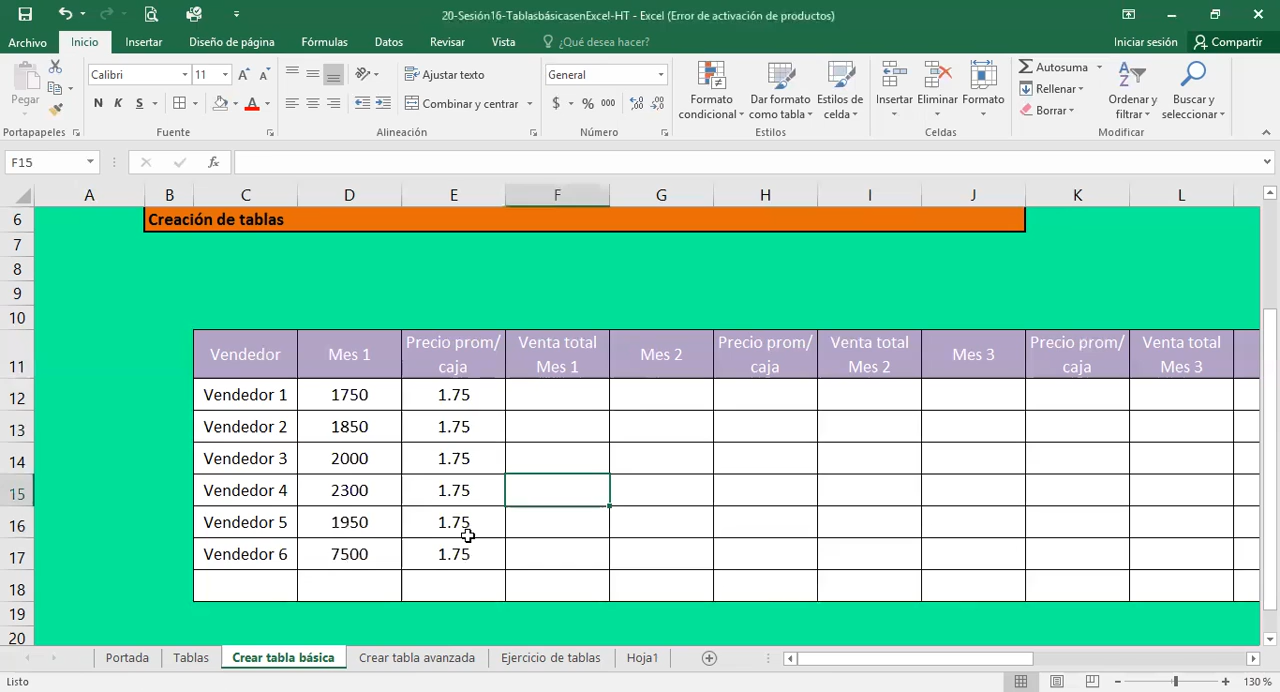 20-Sesión16-TablasbásicasenExcel-HT - Excel (Error de activación de productos)
Archivo Inicio Insertar Diseño de página Fórmulas Datos Revisar Vista ¿Qué desea hacer? Iniciar sesión Compartir
Pegar
Calibri 11
N K S
Ajustar texto
Combinar y centrar
General
$ % 000
Formato condicional
Dar formato como tabla
Estilos de celda
Insertar Eliminar Formato
Autosuma
Rellenar
Borrar
Ordenar y filtrar
Buscar y seleccionar
Portapapeles Fuente Alineación Número Estilos Celdas Modificar
F15 fx
A B C D E F G H I J K L
6 Creación de tablas
7
8
9
10
11 Vendedor Mes 1 Precio prom/ caja Venta total Mes 1 Mes 2 Precio prom/ caja Venta total Mes 2 Mes 3 Precio prom/ caja Venta total Mes 3
12 Vendedor 1 1750 1.75
13 Vendedor 2 1850 1.75
14 Vendedor 3 2000 1.75
15 Vendedor 4 2300 1.75
16 Vendedor 5 1950 1.75
17 Vendedor 6 7500 1.75
18
19
20
Portada Tablas Crear tabla básica Crear tabla avanzada Ejercicio de tablas Hoja1
Listo 130 %